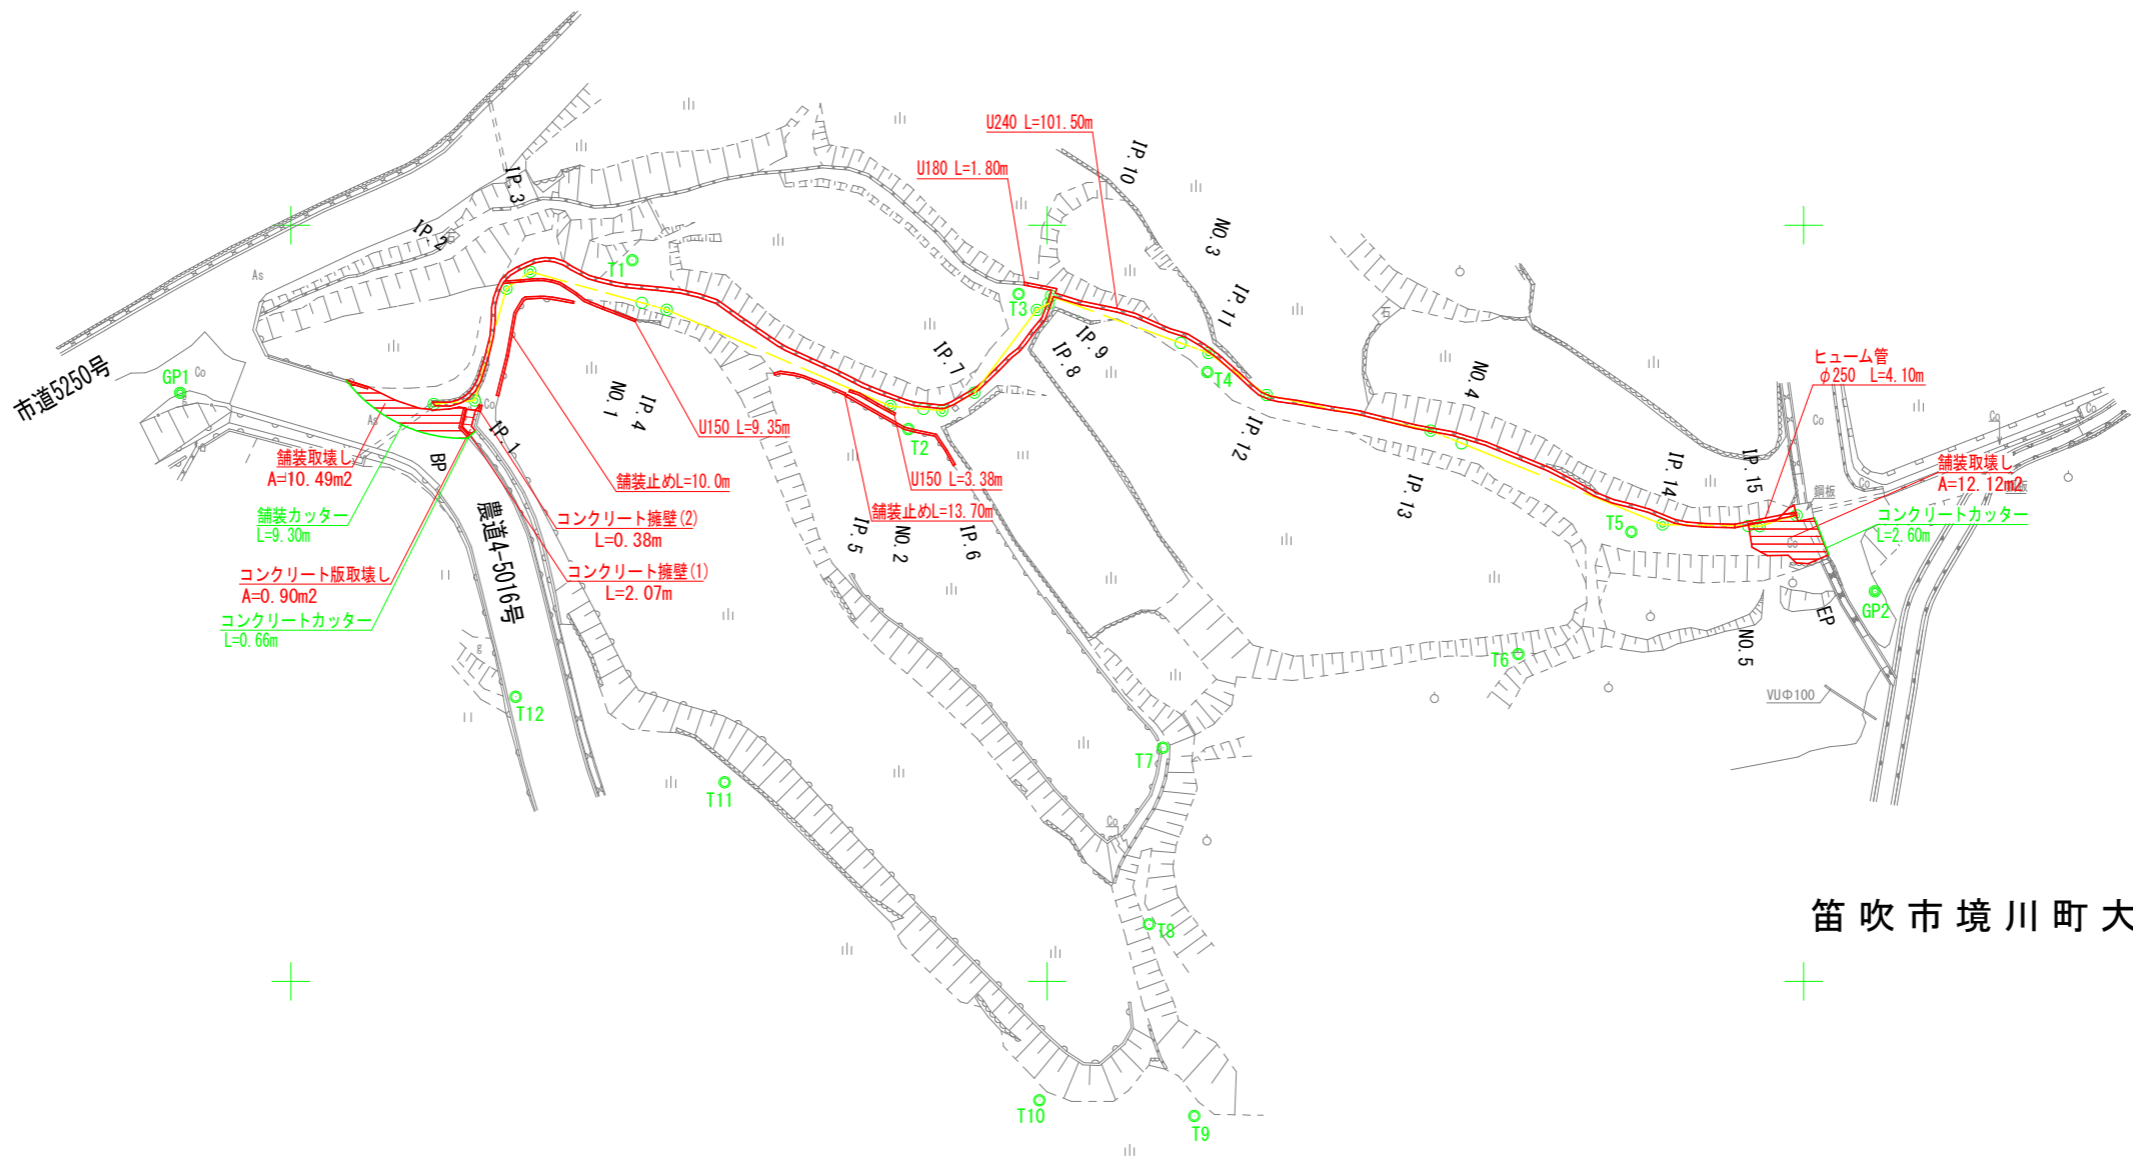 U240 L=101.50m
U180 L=1.80m
IP.10
IP.3
IP.2
NO.3
T1
As
T3
IP.11
IP.9
IP.8
IP.7
T4
市道5250号
GP1
Co
ヒューム管
φ250 L=4.10m
NO.4
NO.1
IP.4
Co
As
IP.1
BP
U150 L=9.35m
T2
IP.12
Co
Co
Co
舗装取壊し
A=10.49m2
舗装止めL=10.0m
U150 L=3.38m
舗装止めL=13.70m
IP.13
IP.14
IP.15
舗装取壊し
A=12.12m2
鋼板
Co
舗装カッター
L=9.30m
農道4-5016号
コンクリート擁壁(2)
L=0.38m
IP.5
NO.2
IP.6
T5
Co
コンクリートカッター
L=2.60m
コンクリート版取壊し
A=0.90m2
コンクリート擁壁(1)
L=2.07m
コンクリートカッター
L=0.66m
EP
GP2
NO.5
T6
VUΦ100
T12
T7
T11
Co
T8
笛吹市境川町大
T10
T9